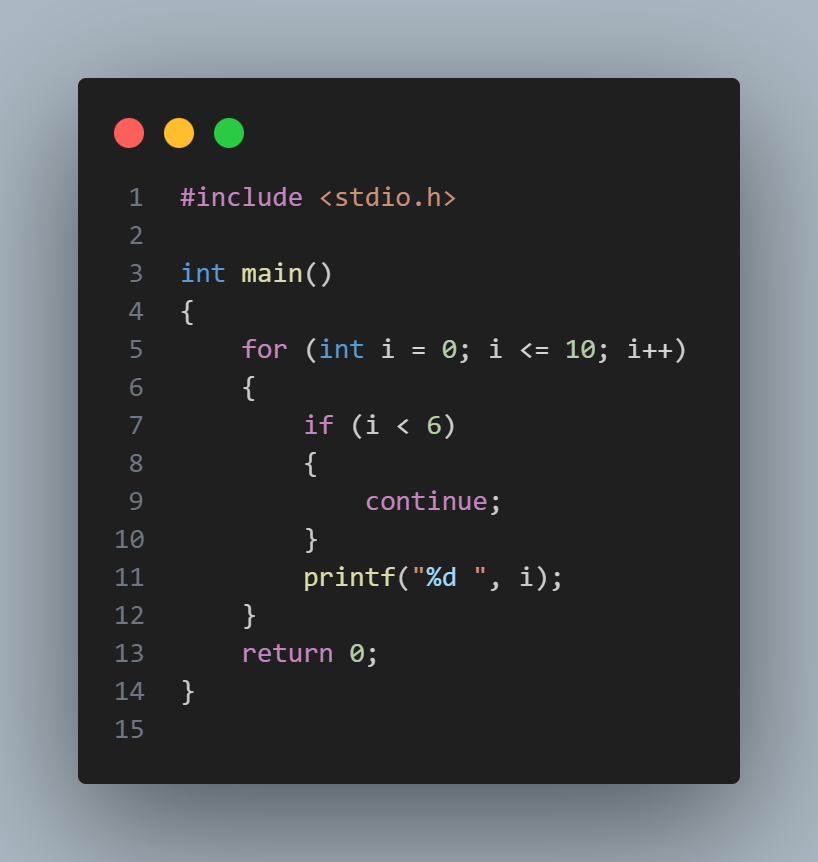 1 #include <stdio.h>
2
3 int main()
4 {
5     for (int i = 0; i <= 10; i++)
6     {
7         if (i < 6)
8         {
9             continue;
10         }
11         printf("%d ", i);
12     }
13     return 0;
14 }
15